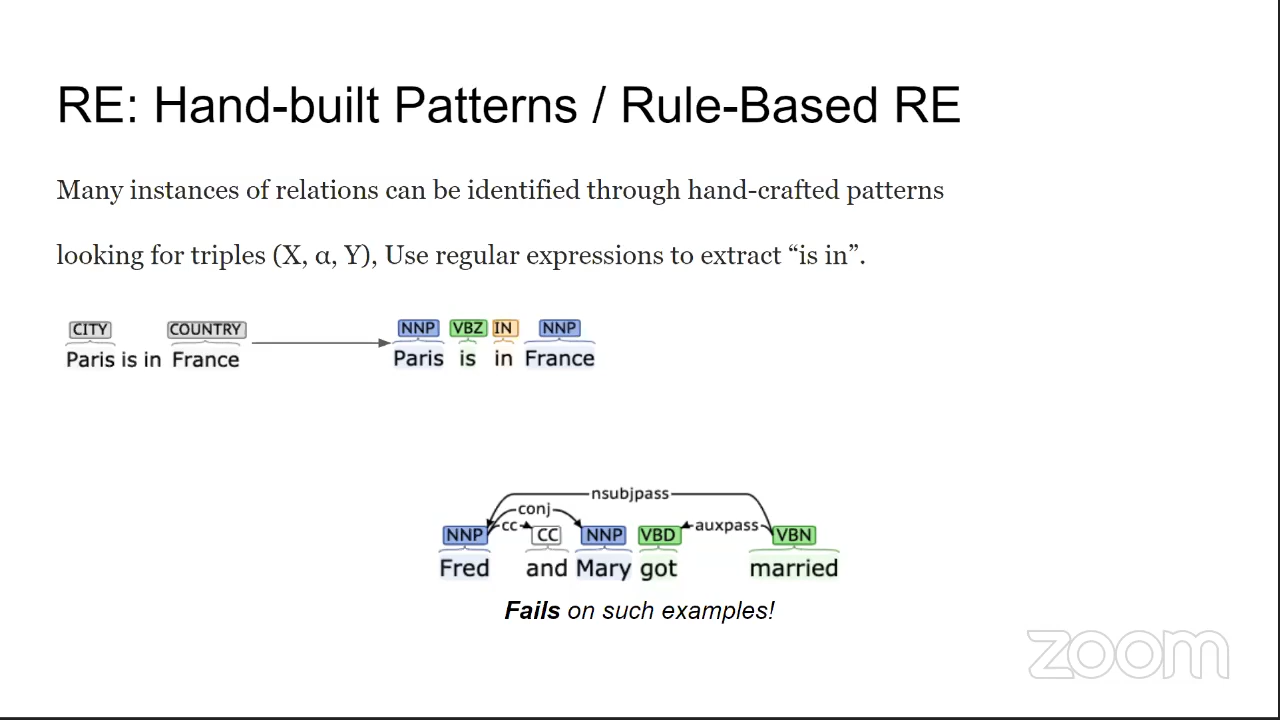 RE: Hand-built Patterns / Rule-Based RE
Many instances of relations can be identified through hand-crafted patterns
looking for triples (X, α, Y), Use regular expressions to extract “is in”.
CITY COUNTRY
Paris is in France
NNP VBZ IN NNP
Paris is in France
nsubjpass
conj
cc auxpass
NNP CC NNP VBD VBN
Fred and Mary got married
Fails on such examples!
zoom